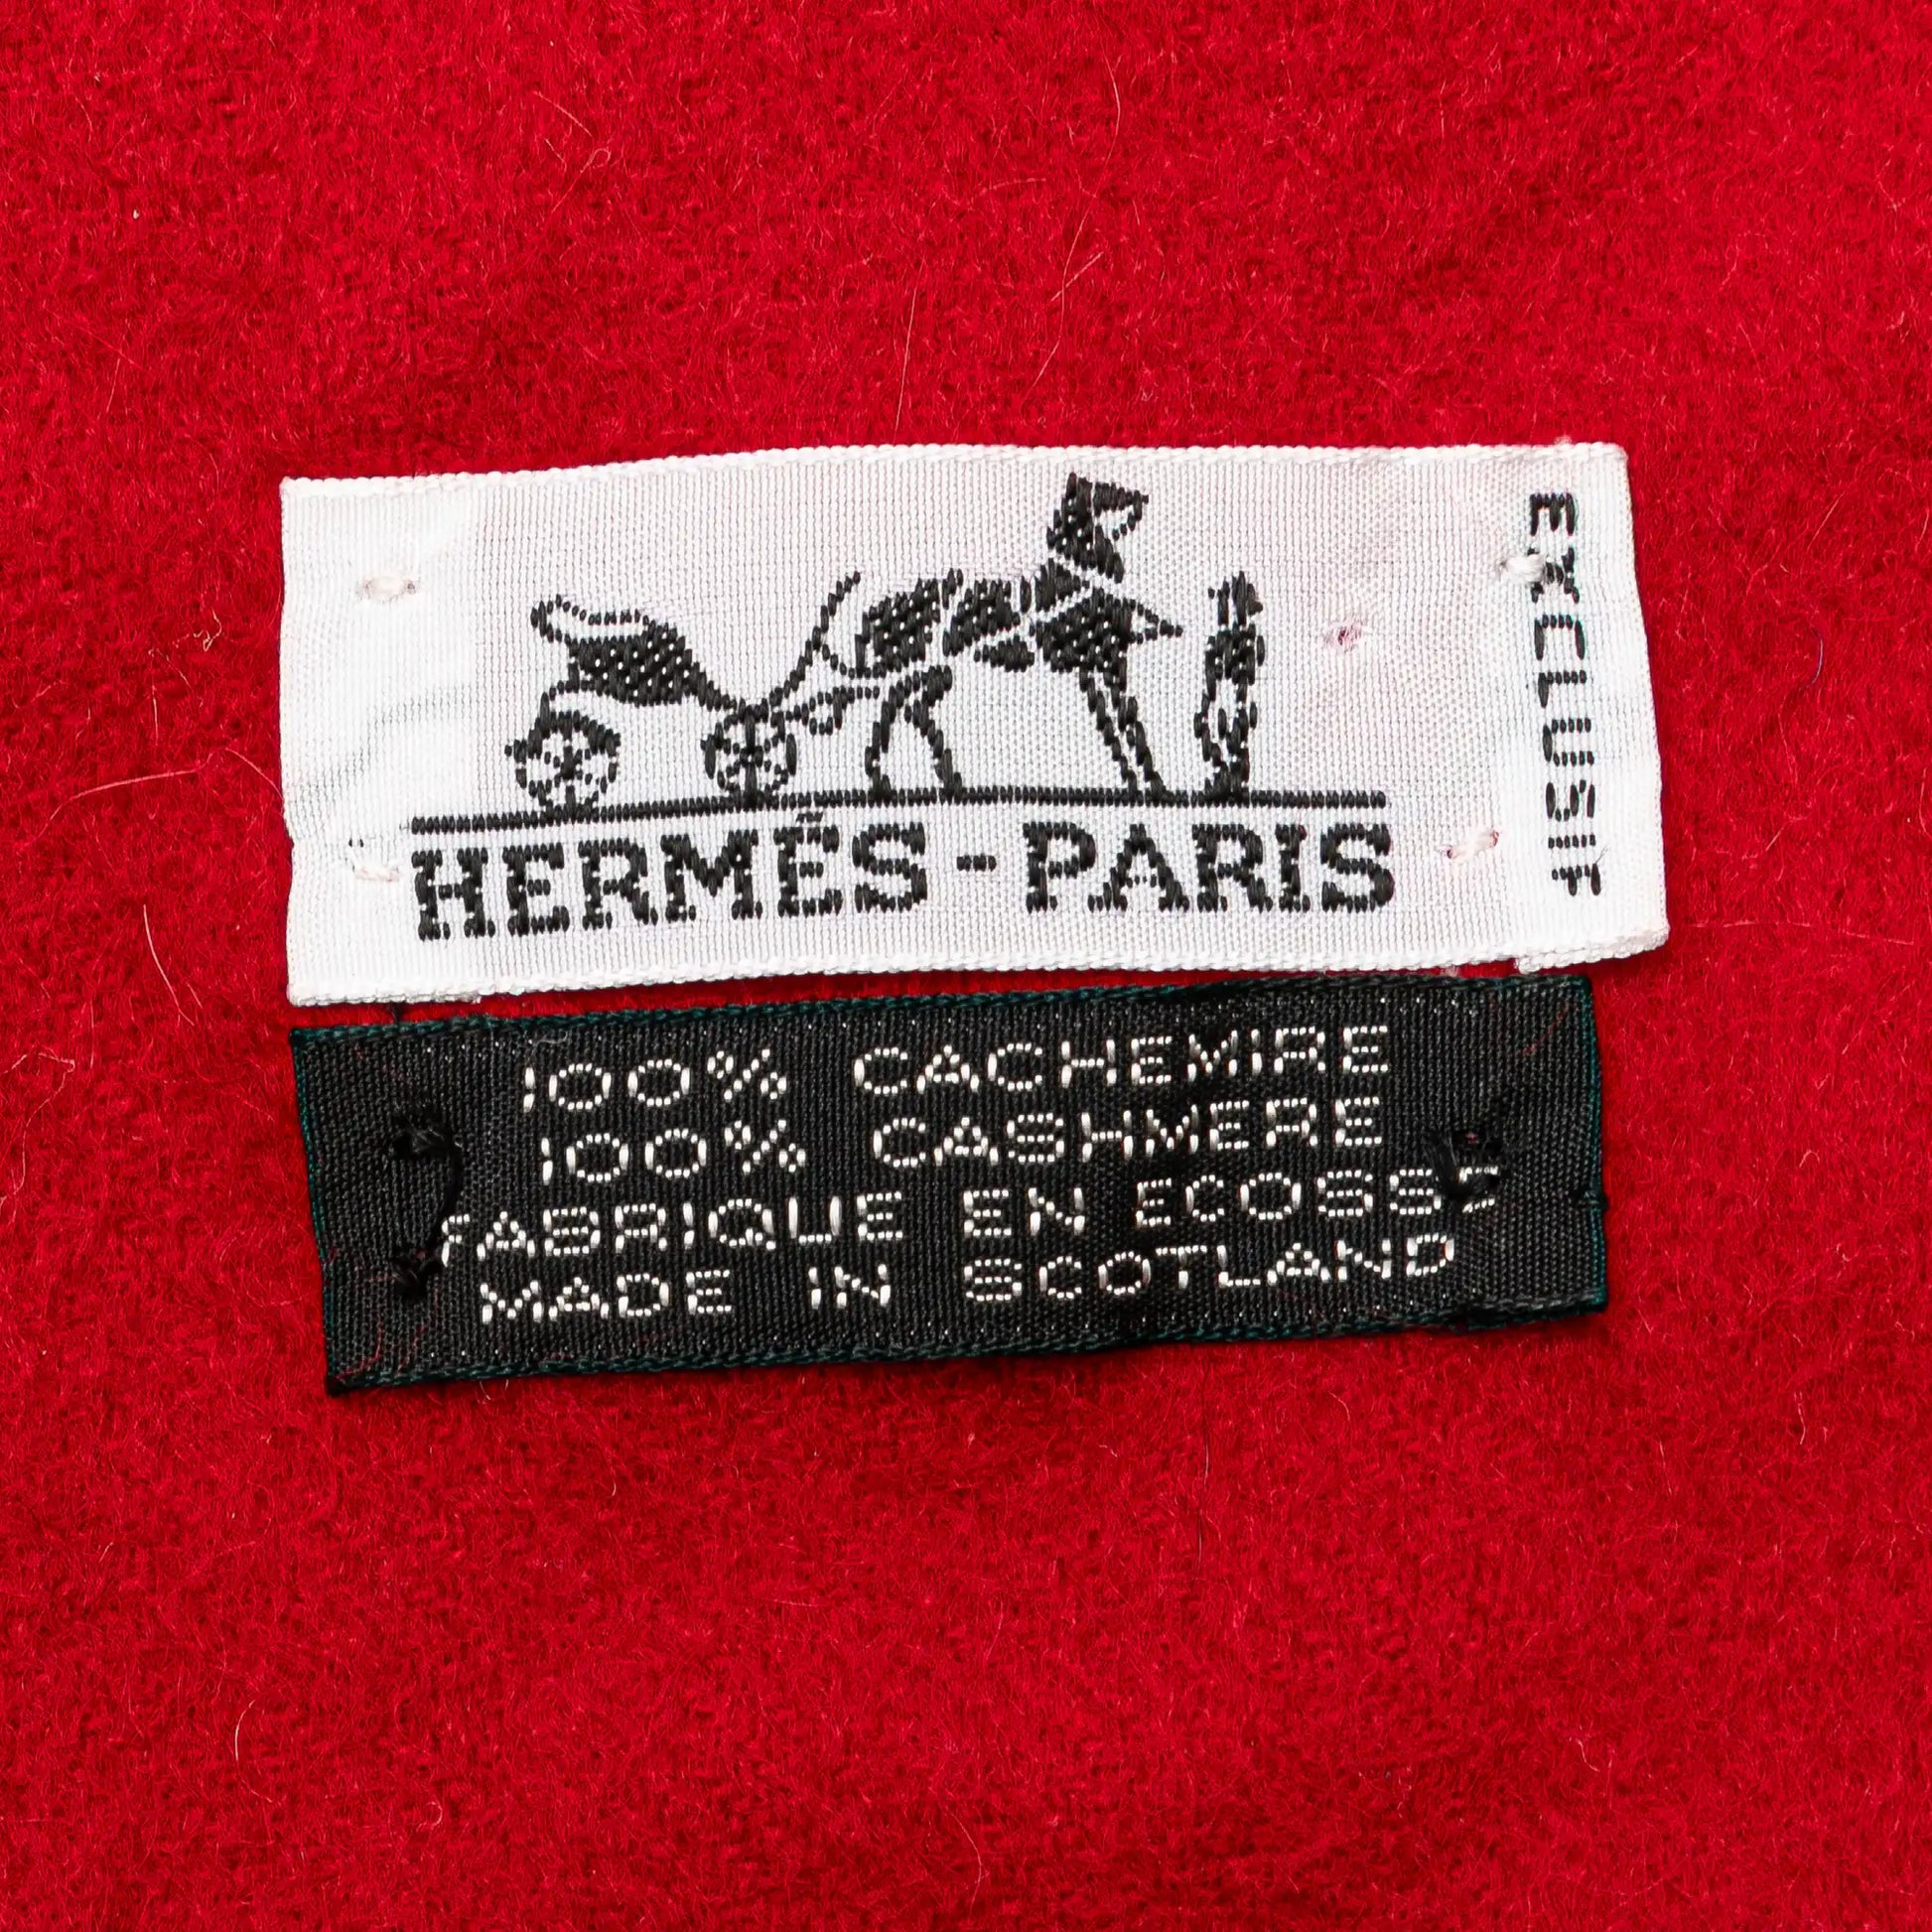 HERMÈS - PARIS
EXCLUSIF
100% CACHEMIRE
100% CASHMERE
FABRIQUE EN ECOSSE
MADE IN SCOTLAND